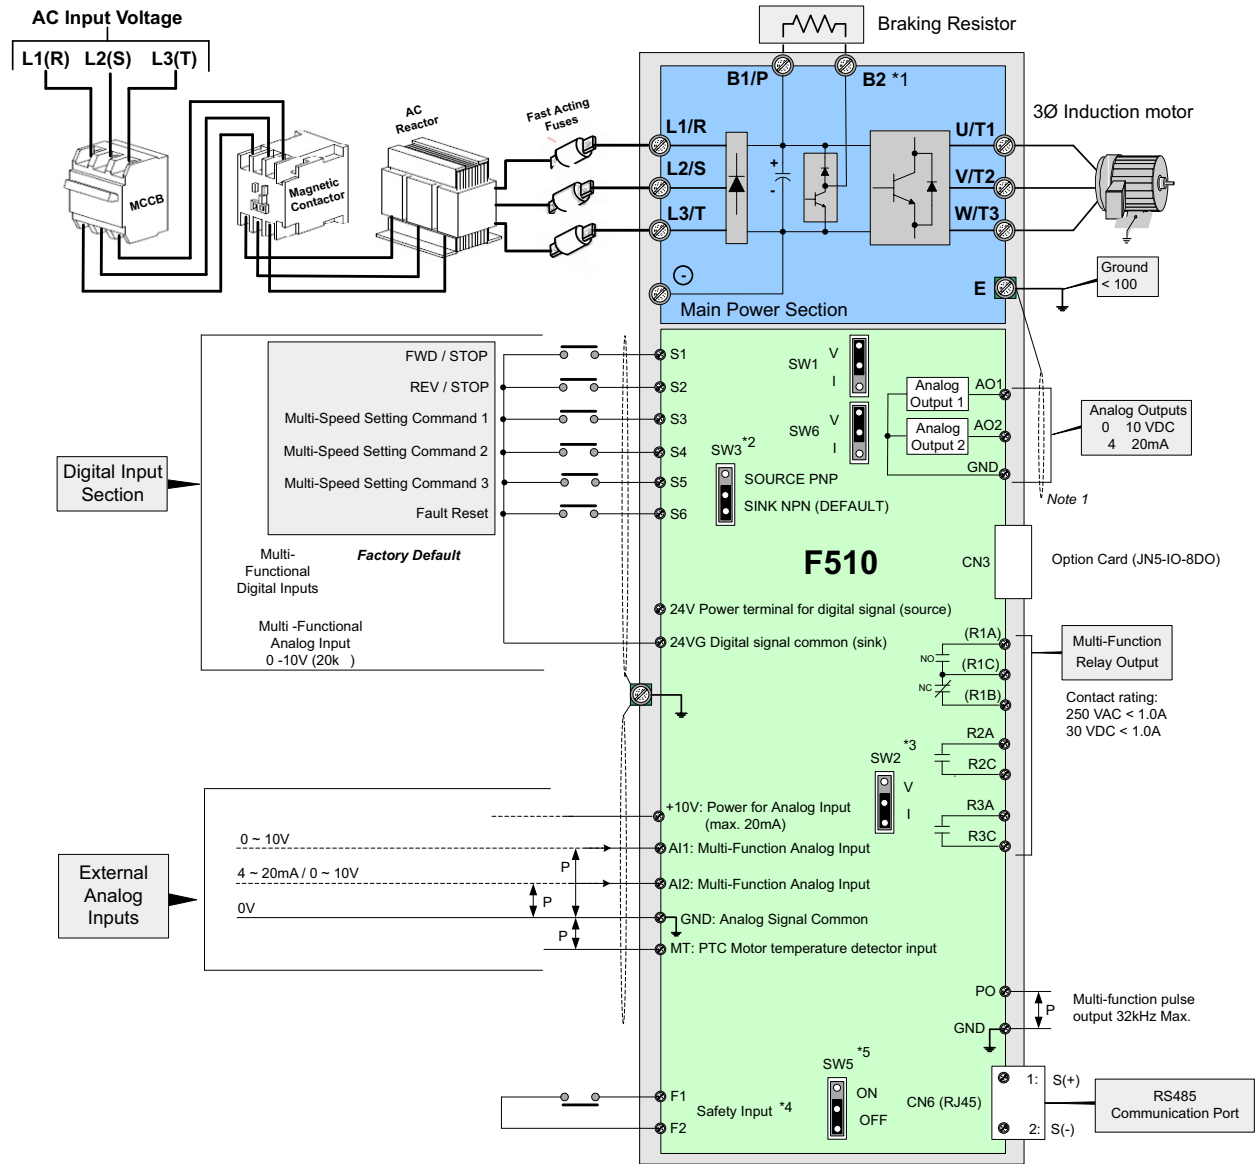 AC Input Voltage
L1(R) L2(S) L3(T)
MCCB
Magnetic
Contactor
AC
Reactor
Fast Acting
Fuses
Braking Resistor
B1/P
B2 *1
L1/R
L2/S
L3/T
+
-
-
U/T1
V/T2
W/T3
3Ø Induction motor
E
Ground
< 100
Main Power Section
Digital Input
Section
FWD / STOP
REV / STOP
Multi-Speed Setting Command 1
Multi-Speed Setting Command 2
Multi-Speed Setting Command 3
Fault Reset
Multi-
Functional
Digital Inputs
Factory Default
Multi -Functional
Analog Input
0 -10V (20k )
S1
S2
S3
S4
S5
S6
SW1
V
I
SW6
V
I
SW3 *2
SOURCE PNP
SINK NPN (DEFAULT)
Analog
Output 1
AO1
Analog
Output 2
AO2
GND
Analog Outputs
0 10 VDC
4 20mA
Note 1
F510
CN3
Option Card (JN5-IO-8DO)
24V Power terminal for digital signal (source)
24VG Digital signal common (sink)
(R1A)
NO
(R1C)
NC
(R1B)
R2A
R2C
R3A
R3C
Multi-Function
Relay Output
Contact rating:
250 VAC < 1.0A
30 VDC < 1.0A
SW2 *3
V
I
External
Analog
Inputs
0 ~ 10V
4 ~ 20mA / 0 ~ 10V
0V
P
P
P
+10V: Power for Analog Input
(max. 20mA)
AI1: Multi-Function Analog Input
AI2: Multi-Function Analog Input
GND: Analog Signal Common
MT: PTC Motor temperature detector input
PO
GND
P
Multi-function pulse
output 32kHz Max.
F1
F2
Safety Input *4
SW5 *5
ON
OFF
CN6 (RJ45)
1: S(+)
2: S(-)
RS485
Communication Port